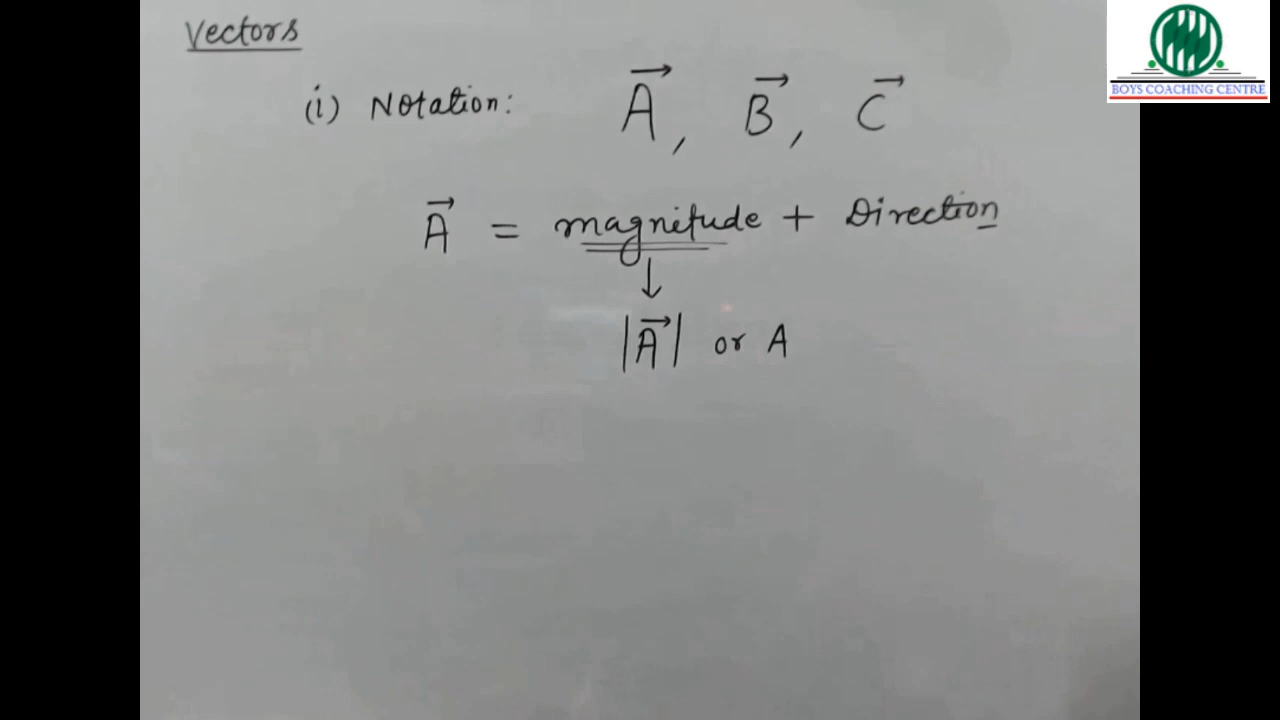 Vectors
(i) Notation: A⃗, B⃗, C⃗
A⃗ = magnitude + Direction
↓
|A⃗| or A
BOYS COACHING CENTRE